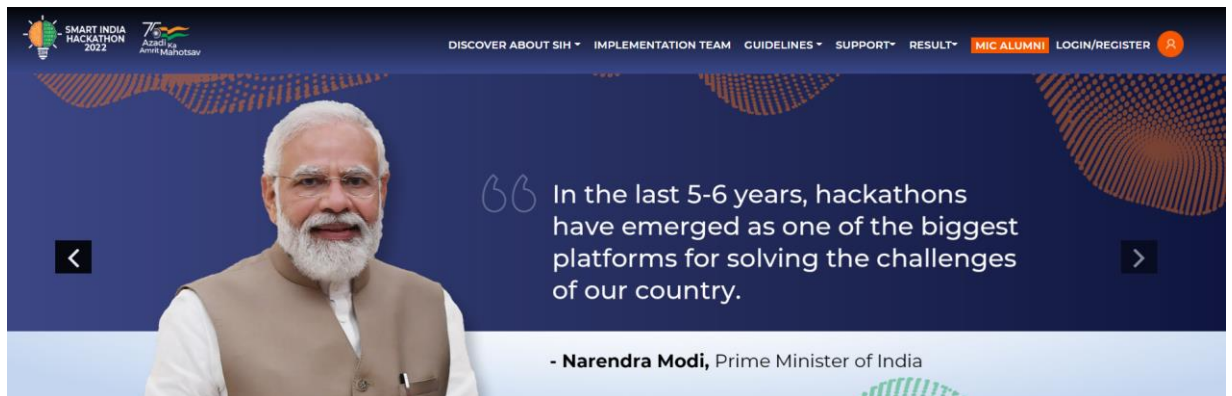 SMART INDIA
HACKATHON
2022
75
Azadi Ka
Amrit Mahotsav
DISCOVER ABOUT SIH IMPLEMENTATION TEAM GUIDELINES SUPPORT RESULT MIC ALUMNI LOGIN/REGISTER
In the last 5-6 years, hackathons
have emerged as one of the biggest
platforms for solving the challenges
of our country.
- Narendra Modi, Prime Minister of India